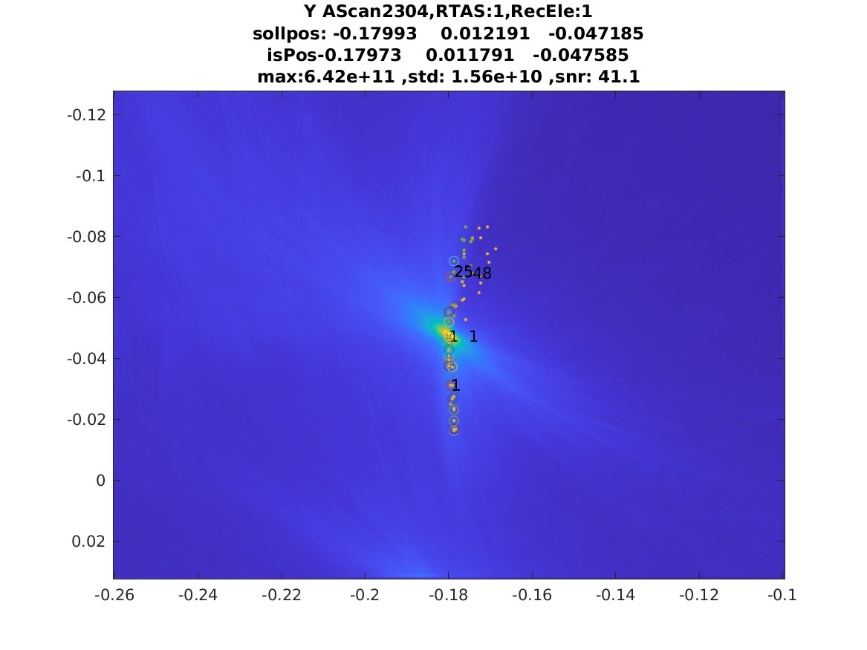 Y AScan2304,RTAS:1,RecEle:1
sollpos: -0.17993 0.012191 -0.047185
isPos-0.17973 0.011791 -0.047585
max:6.42e+11 ,std: 1.56e+10 ,snr: 41.1
-0.12
-0.1
-0.08
2548
-0.06
1 1
-0.04
1
-0.02
0
0.02
-0.26 -0.24 -0.22 -0.2 -0.18 -0.16 -0.14 -0.12 -0.1